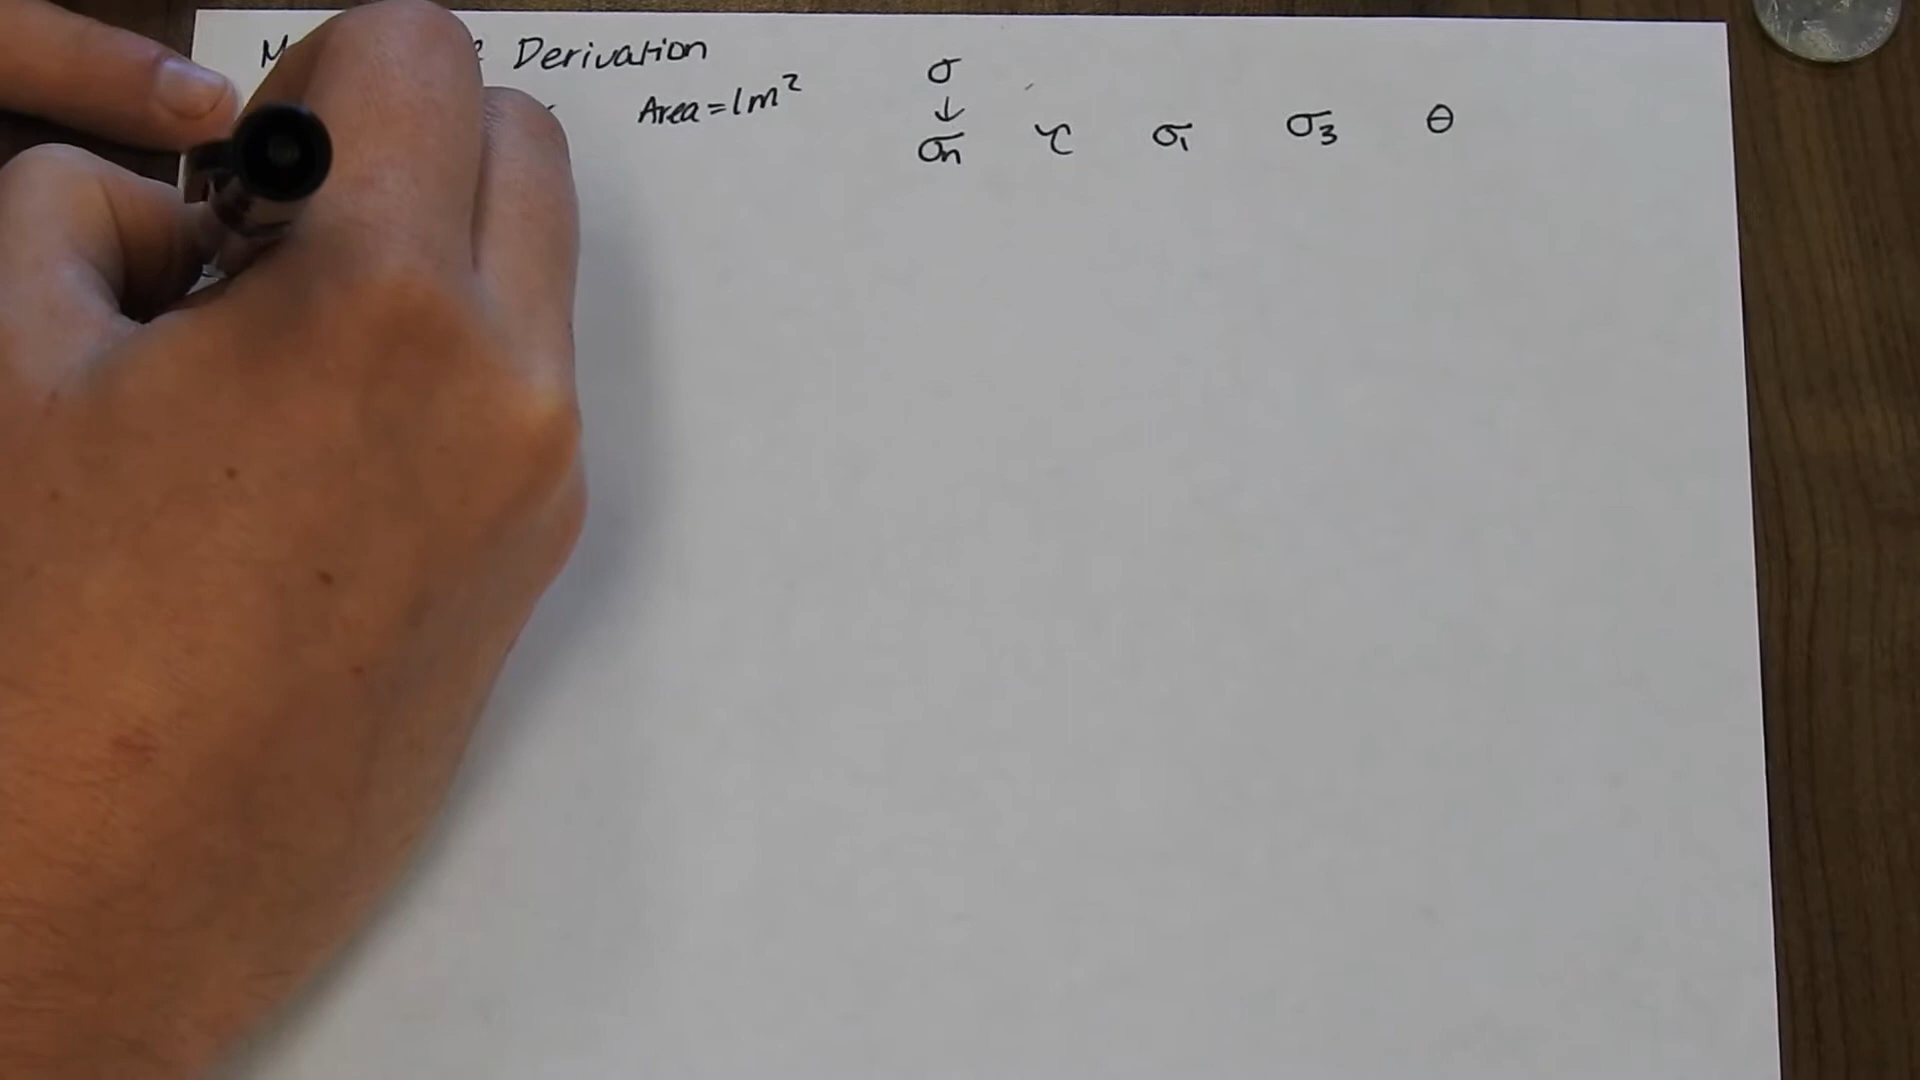 Derivation
Area = 1m²
σ
↓
σn τ σ1 σ3 θ